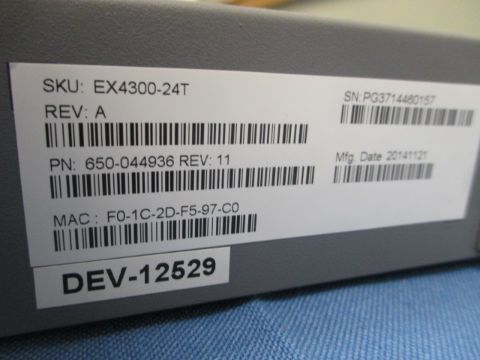 SKU: EX4300-24T
REV: A
PN: 650-044936 REV: 11
MAC: F0-1C-2D-F5-97-C0
SN:PG3714460157
Mfg. Date 20141121
DEV-12529